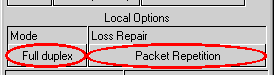 Local Options
Mode Loss Repair
Full duplex Packet Repetition